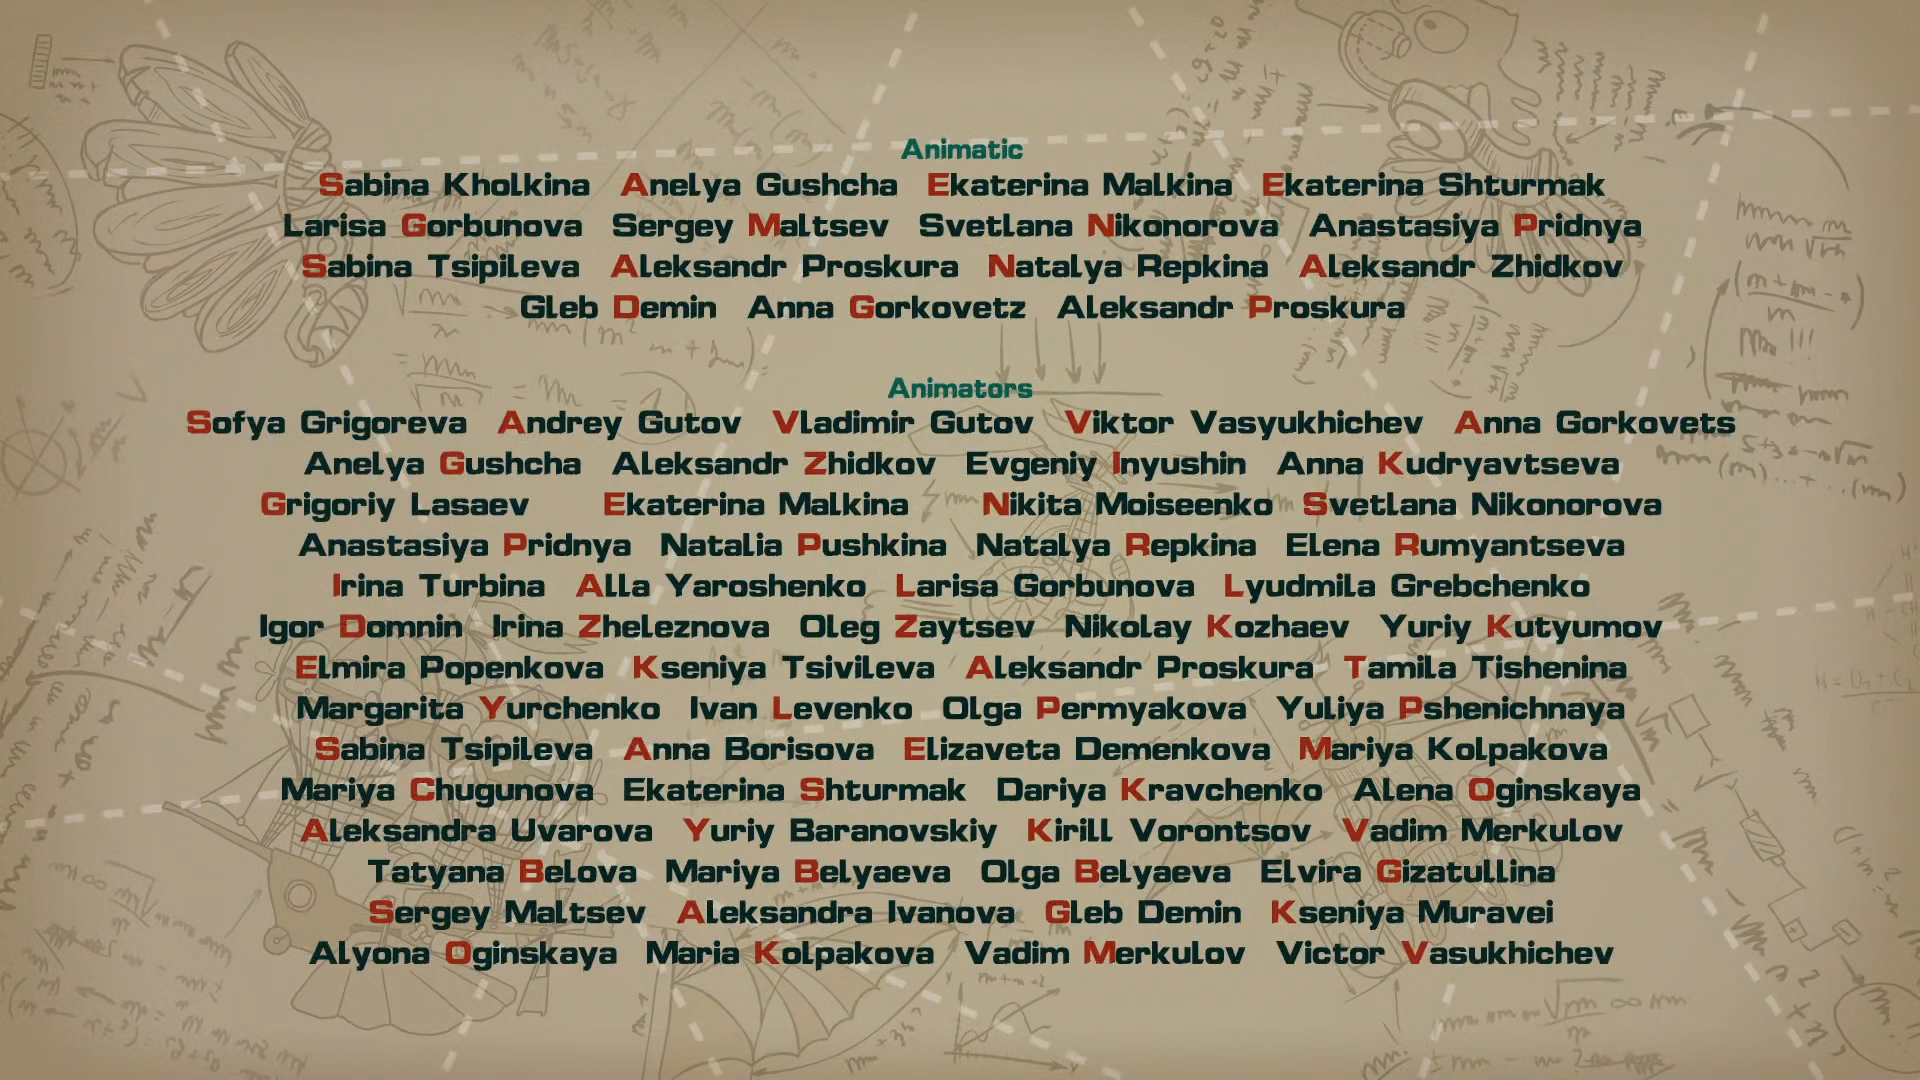 Animatic
Sabina Kholkina Anelya Gushcha Ekaterina Malkina Ekaterina Shturmak
Larisa Gorbunova Sergey Maltsev Svetlana Nikonorova Anastasiya Pridnya
Sabina Tsipileva Aleksandr Proskura Natalya Repkina Aleksandr Zhidkov
Gleb Demin Anna Gorkovetz Aleksandr Proskura
Animators
Sofya Grigoreva Andrey Gutov Vladimir Gutov Viktor Vasyukhichev Anna Gorkovets
Anelya Gushcha Aleksandr Zhidkov Evgeniy Inyushin Anna Kudryavtseva
Grigoriy Lasaev Ekaterina Malkina Nikita Moiseenko Svetlana Nikonorova
Anastasiya Pridnya Natalia Pushkina Natalya Repkina Elena Rumyantseva
Irina Turbina Alla Yaroshenko Larisa Gorbunova Lyudmila Grebchenko
Igor Domnin Irina Zheleznova Oleg Zaytsev Nikolay Kozhaev Yuriy Kutyumov
Elmira Popenkova Kseniya Tsivileva Aleksandr Proskura Tamila Tishenina
Margarita Yurchenko Ivan Levenko Olga Permyakova Yuliya Pshenichnaya
Sabina Tsipileva Anna Borisova Elizaveta Demenkova Mariya Kolpakova
Mariya Chugunova Ekaterina Shturmak Dariya Kravchenko Alena Oginskaya
Aleksandra Uvarova Yuriy Baranovskiy Kirill Vorontsov Vadim Merkulov
Tatyana Belova Mariya Belyaeva Olga Belyaeva Elvira Gizatullina
Sergey Maltsev Aleksandra Ivanova Gleb Demin Kseniya Muravei
Alyona Oginskaya Maria Kolpakova Vadim Merkulov Victor Vasukhichev